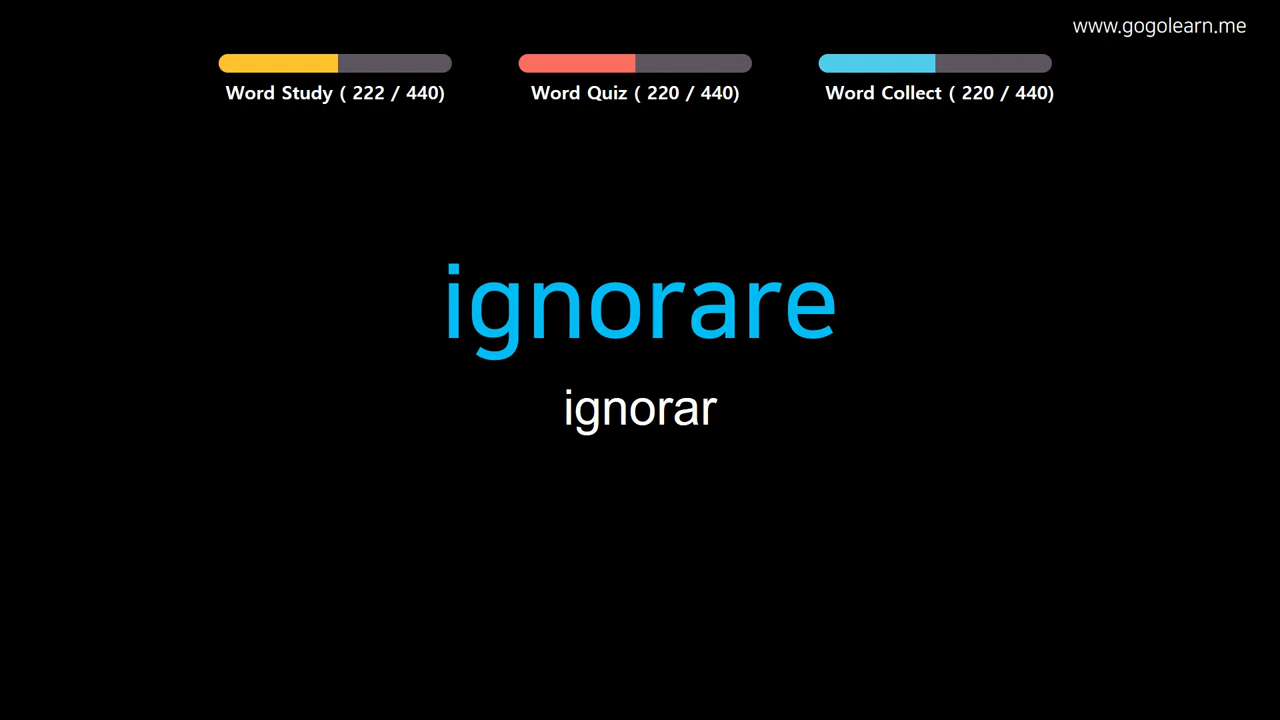 www.gogolearn.me
Word Study ( 222 / 440)
Word Quiz ( 220 / 440)
Word Collect ( 220 / 440)
ignorare
ignorar